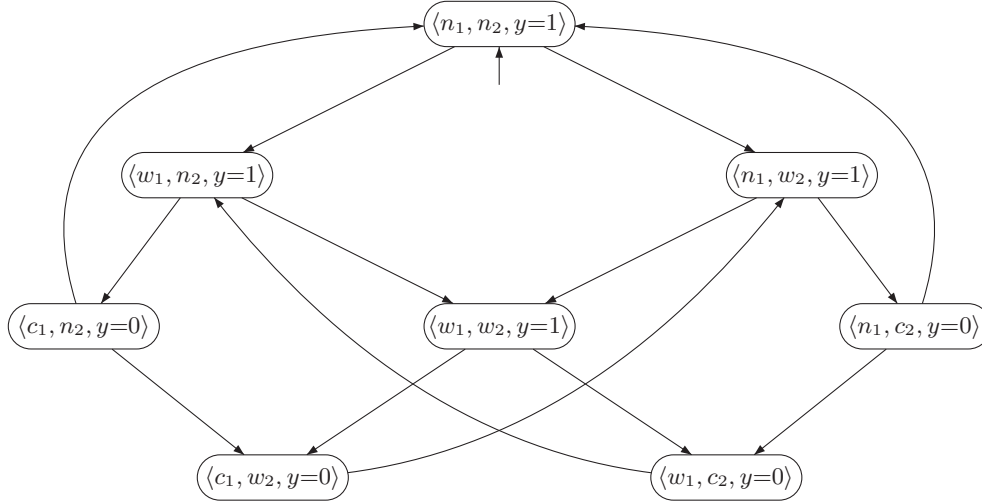 ⟨n₁, n₂, y=1⟩
⟨w₁, n₂, y=1⟩
⟨n₁, w₂, y=1⟩
⟨c₁, n₂, y=0⟩
⟨w₁, w₂, y=1⟩
⟨n₁, c₂, y=0⟩
⟨c₁, w₂, y=0⟩
⟨w₁, c₂, y=0⟩